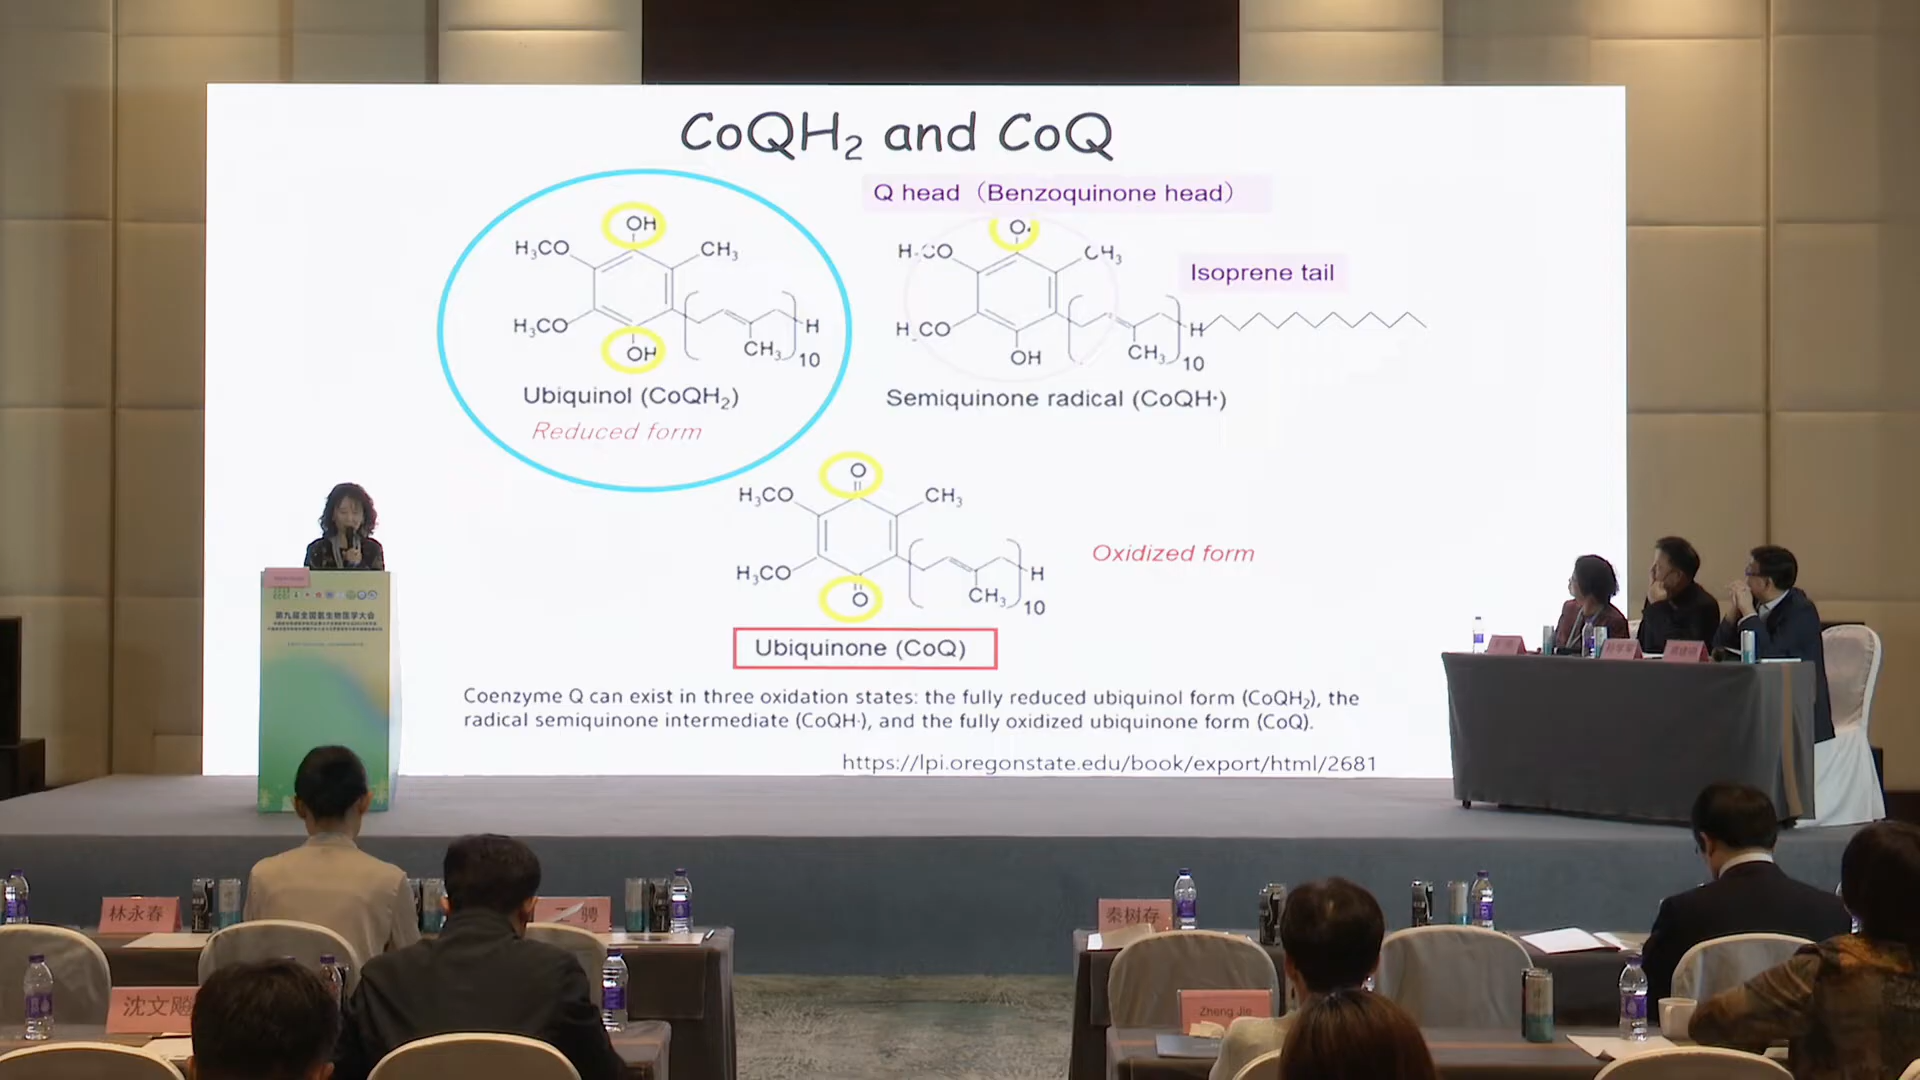 CoQH₂ and CoQ
Q head（Benzoquinone head）
Isoprene tail
OH
H₃CO
CH₃
H₃CO
OH
CH₃
H
10
Ubiquinol (CoQH₂)
Reduced form
O·
H₃CO
CH₃
H₃CO
OH
CH₃
H
10
Semiquinone radical (CoQH·)
O
H₃CO
CH₃
H₃CO
O
CH₃
H
10
Oxidized form
Ubiquinone (CoQ)
Coenzyme Q can exist in three oxidation states: the fully reduced ubiquinol form (CoQH₂), the
radical semiquinone intermediate (CoQH·), and the fully oxidized ubiquinone form (CoQ).
https://lpi.oregonstate.edu/book/export/html/2681
第九届全国氢生物医学大会
林永春
骋
秦树存
沈文飚
Zheng Jie